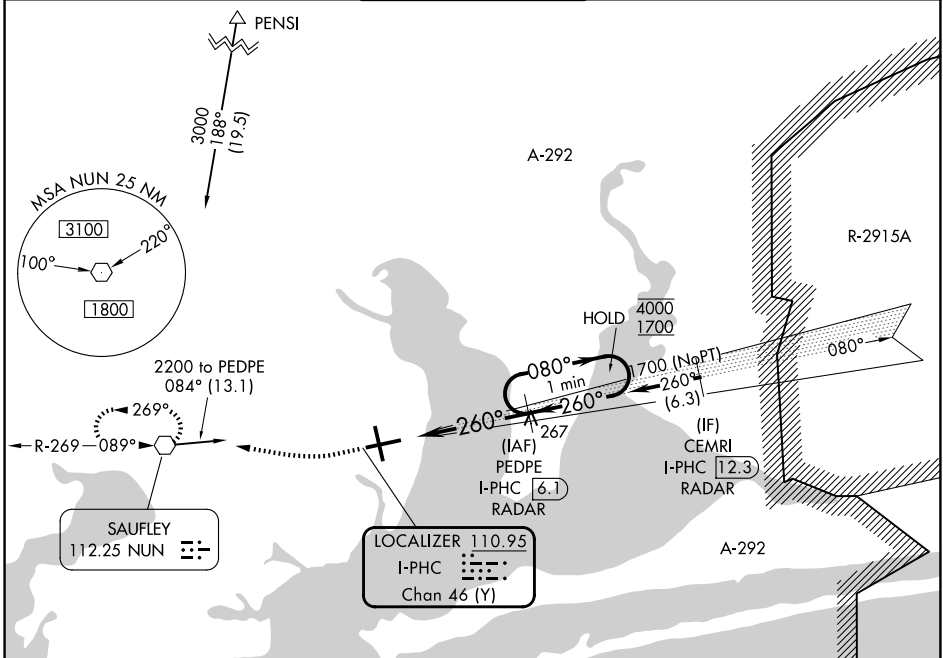 PENSI
3000
188°
(19.5)
A-292
MSA NUN 25 NM
3100
220°
100°
1800
R-2915A
HOLD
4000
1700
080°
1 min
1700 (NoPT)
080°
260°
(6.3)
260°
260°
267
2200 to PEDPE
084° (13.1)
269°
R-269
089°
(IAF)
PEDPE
I-PHC 6.1
RADAR
(IF)
CEMRI
I-PHC 12.3
RADAR
SAUFLEY
112.25 NUN
LOCALIZER 110.95
I-PHC
Chan 46 (Y)
A-292